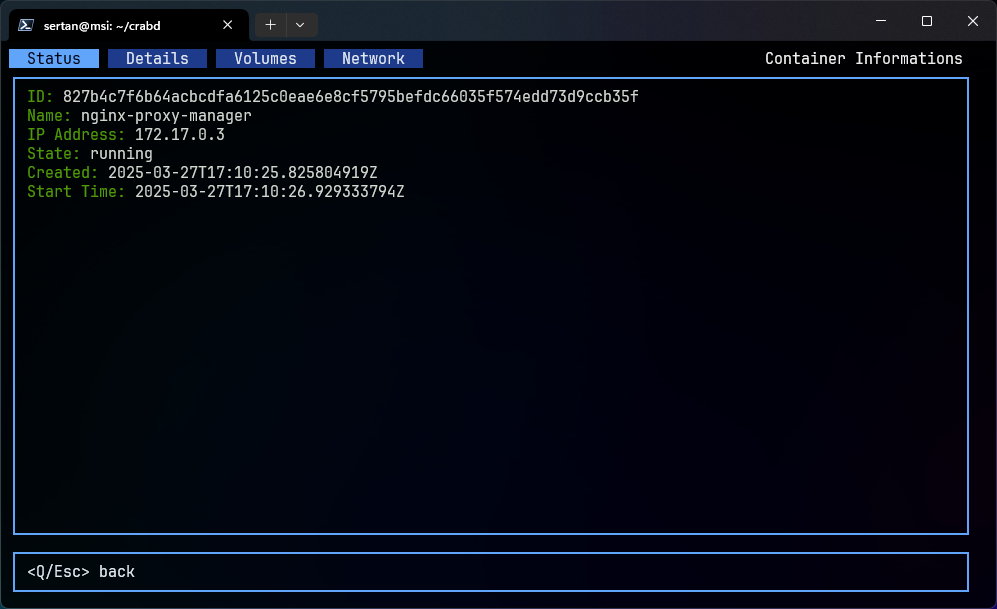 sertan@msi: ~/crabd
Status Details Volumes Network Container Informations
ID: 827b4c7f6b64acbcdfa6125c0eae6e8cf5795befdc66035f574edd73d9ccb35f
Name: nginx-proxy-manager
IP Address: 172.17.0.3
State: running
Created: 2025-03-27T17:10:25.825804919Z
Start Time: 2025-03-27T17:10:26.929333794Z
<Q/Esc> back